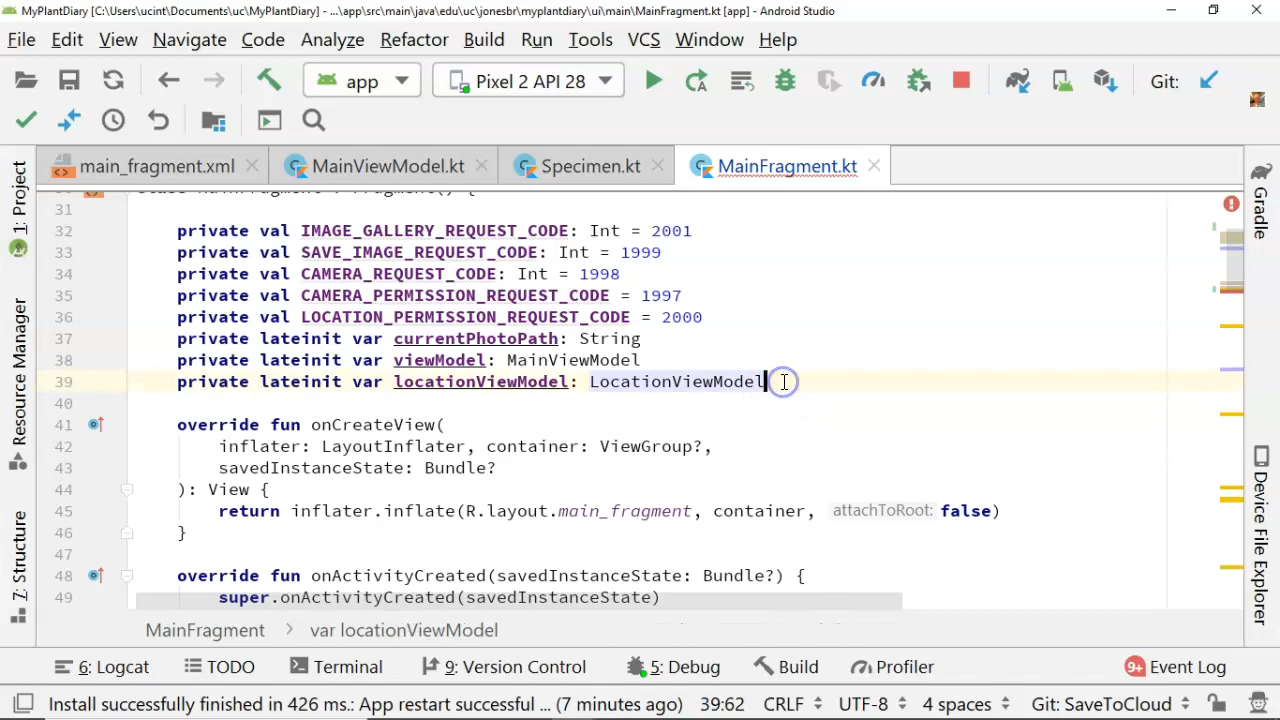 MyPlantDiary [C:\Users\ucint\Documents\uc\MyPlantDiary] - ...\app\src\main\java\edu\uc\jonesbr\myplantdiary\ui\main\MainFragment.kt [app] - Android Studio
File Edit View Navigate Code Analyze Refactor Build Run Tools VCS Window Help
app Pixel 2 API 28 Git:
main_fragment.xml MainViewModel.kt Specimen.kt MainFragment.kt
31
32 private val IMAGE_GALLERY_REQUEST_CODE: Int = 2001
33 private val SAVE_IMAGE_REQUEST_CODE: Int = 1999
34 private val CAMERA_REQUEST_CODE: Int = 1998
35 private val CAMERA_PERMISSION_REQUEST_CODE = 1997
36 private val LOCATION_PERMISSION_REQUEST_CODE = 2000
37 private lateinit var currentPhotoPath: String
38 private lateinit var viewModel: MainViewModel
39 private lateinit var locationViewModel: LocationViewModel
40
41 override fun onCreateView(
42 inflater: LayoutInflater, container: ViewGroup?,
43 savedInstanceState: Bundle?
44 ): View {
45 return inflater.inflate(R.layout.main_fragment, container, attachToRoot: false)
46 }
47
48 override fun onActivityCreated(savedInstanceState: Bundle?) {
49 super.onActivityCreated(savedInstanceState)
1: Project
Resource Manager
7: Structure
Gradle
Device File Explorer
MainFragment > var locationViewModel
6: Logcat TODO Terminal 9: Version Control 5: Debug Build Profiler 9+ Event Log
Install successfully finished in 426 ms.: App restart successful ... (7 minutes ago) 39:62 CRLF UTF-8 4 spaces Git: SaveToCloud